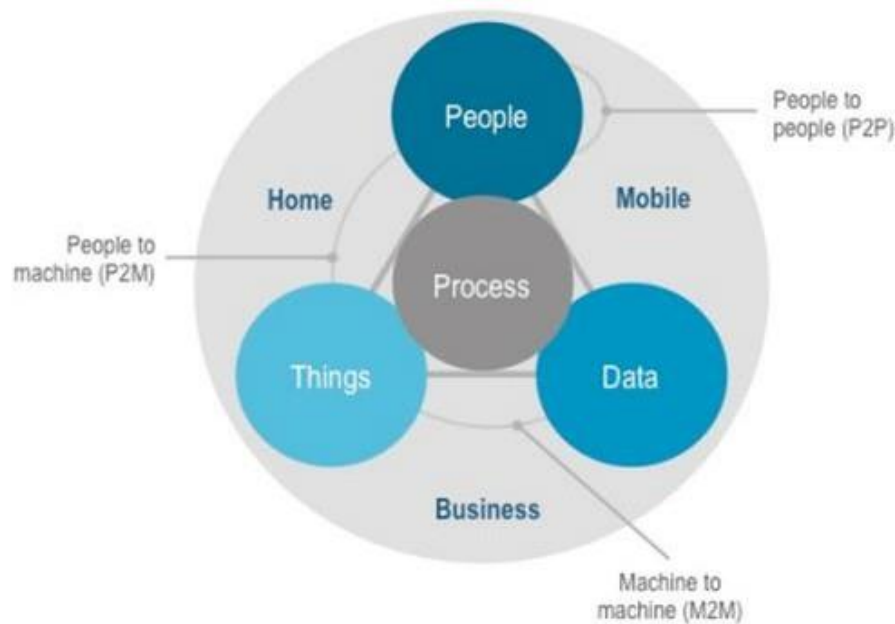 People
People to
people (P2P)
Home
Mobile
People to
machine (P2M)
Process
Things
Data
Business
Machine to
machine (M2M)